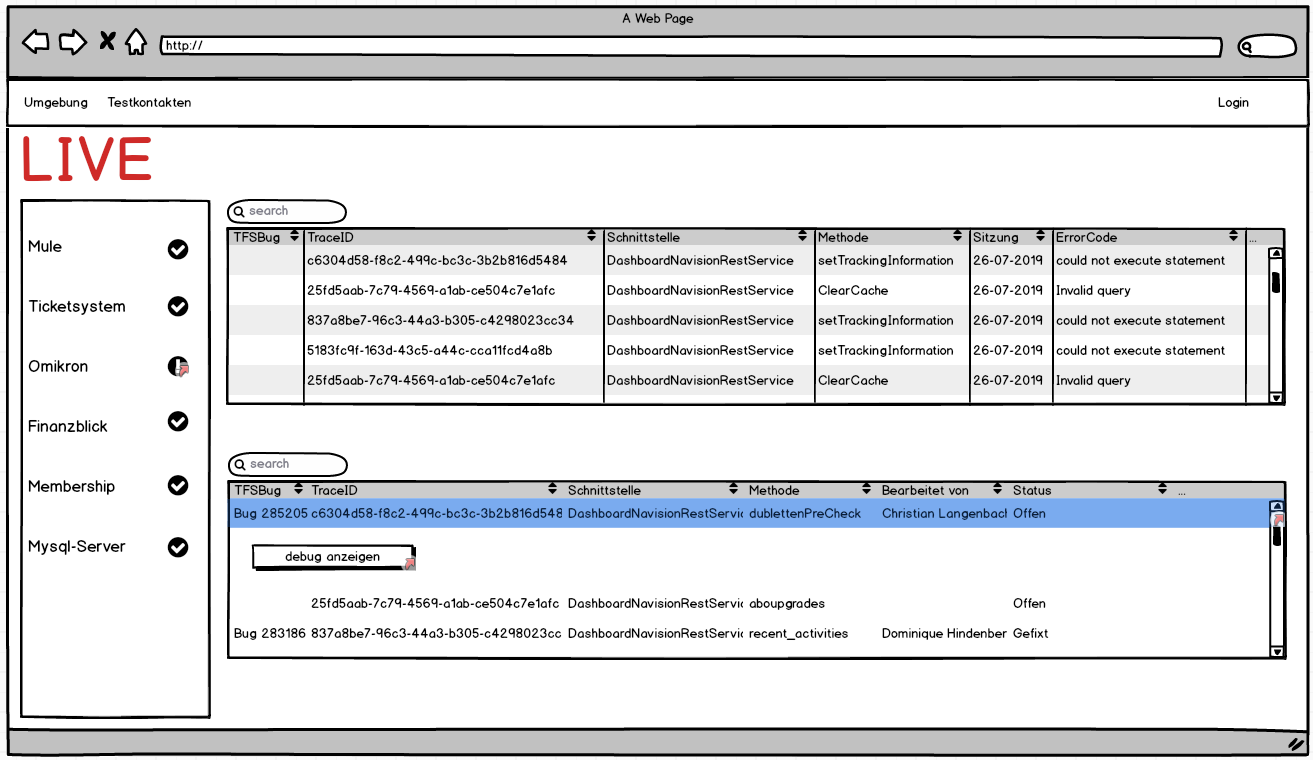 A Web Page
http://
Umgebung Testkontakten Login
LIVE
Mule
Ticketsystem
Omikron
Finanzblick
Membership
Mysql-Server
search
TFSBug TraceID Schnittstelle Methode Sitzung ErrorCode ...
c6304d58-f8c2-499c-bc3c-3b2b816d5484 DashboardNavisionRestService setTrackingInformation 26-07-2019 could not execute statement
25fd5aab-7c79-4569-a1ab-ce504c7e1afc DashboardNavisionRestService ClearCache 26-07-2019 Invalid query
837a8be7-96c3-44a3-b305-c4298023cc34 DashboardNavisionRestService setTrackingInformation 26-07-2019 could not execute statement
5183fc9f-163d-43c5-a44c-cca11fcd4a8b DashboardNavisionRestService setTrackingInformation 26-07-2019 could not execute statement
25fd5aab-7c79-4569-a1ab-ce504c7e1afc DashboardNavisionRestService ClearCache 26-07-2019 Invalid query
search
TFSBug TraceID Schnittstelle Methode Bearbeitet von Status ...
Bug 285205 c6304d58-f8c2-499c-bc3c-3b2b816d548 DashboardNavisionRestServic dublettenPreCheck Christian Langenbach Offen
debug anzeigen
25fd5aab-7c79-4569-a1ab-ce504c7e1afc DashboardNavisionRestServic aboupgrades Offen
Bug 283186 837a8be7-96c3-44a3-b305-c4298023cc DashboardNavisionRestServic recent_activities Dominique Hindenber Gefixt